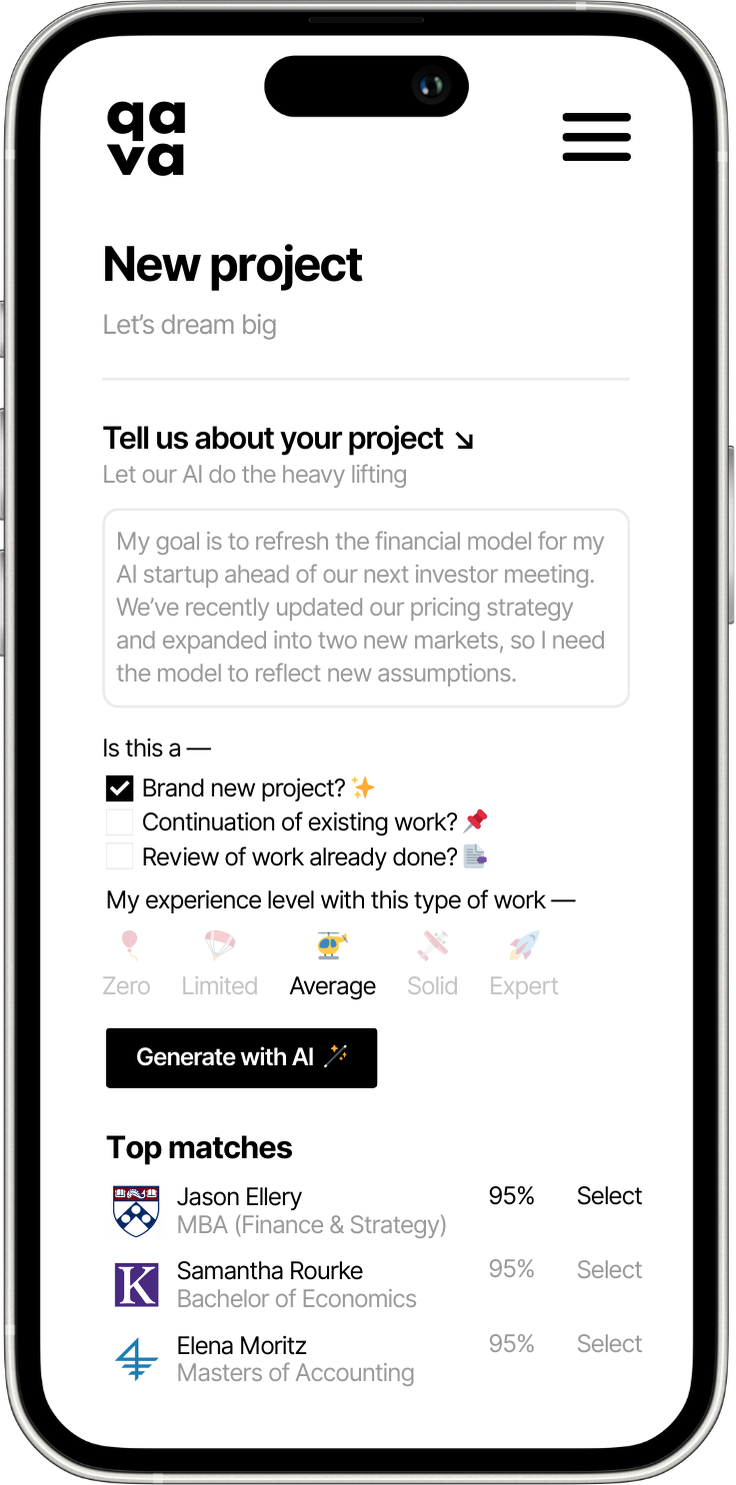 qa
va
New project
Let's dream big
Tell us about your project ↘
Let our AI do the heavy lifting
My goal is to refresh the financial model for my
AI startup ahead of our next investor meeting.
We've recently updated our pricing strategy
and expanded into two new markets, so I need
the model to reflect new assumptions.
Is this a —
Brand new project? ✨
Continuation of existing work? 📌
Review of work already done?
My experience level with this type of work —
Zero Limited Average Solid Expert
Generate with AI
Top matches
Jason Ellery 95% Select
MBA (Finance & Strategy)
K
Samantha Rourke 95% Select
Bachelor of Economics
Elena Moritz 95% Select
Masters of Accounting